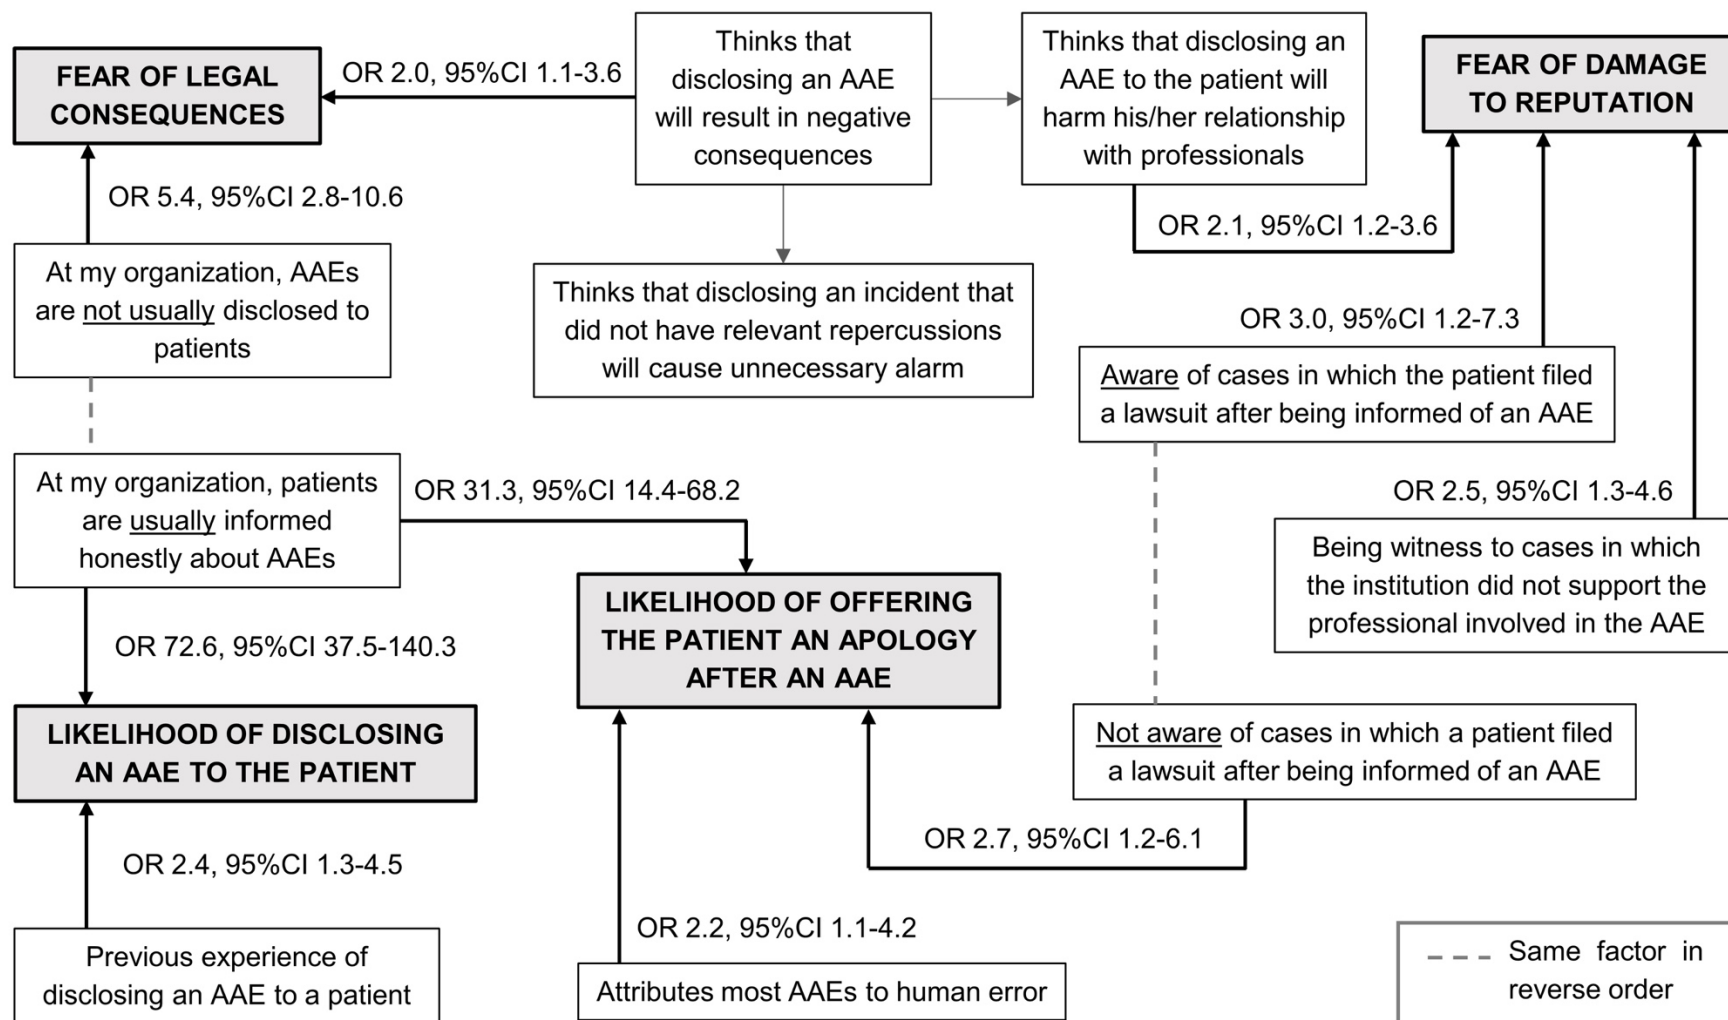 FEAR OF LEGAL
CONSEQUENCES
OR 2.0, 95%CI 1.1-3.6
Thinks that
disclosing an AAE
will result in negative
consequences
Thinks that disclosing an
AAE to the patient will
harm his/her relationship
with professionals
FEAR OF DAMAGE
TO REPUTATION
OR 5.4, 95%CI 2.8-10.6
OR 2.1, 95%CI 1.2-3.6
At my organization, AAEs
are not usually disclosed to
patients
Thinks that disclosing an incident that
did not have relevant repercussions
will cause unnecessary alarm
OR 3.0, 95%CI 1.2-7.3
Aware of cases in which the patient filed
a lawsuit after being informed of an AAE
At my organization, patients
are usually informed
honestly about AAEs
OR 31.3, 95%CI 14.4-68.2
OR 2.5, 95%CI 1.3-4.6
Being witness to cases in which
the institution did not support the
professional involved in the AAE
LIKELIHOOD OF OFFERING
THE PATIENT AN APOLOGY
AFTER AN AAE
OR 72.6, 95%CI 37.5-140.3
LIKELIHOOD OF DISCLOSING
AN AAE TO THE PATIENT
Not aware of cases in which a patient filed
a lawsuit after being informed of an AAE
OR 2.7, 95%CI 1.2-6.1
OR 2.4, 95%CI 1.3-4.5
OR 2.2, 95%CI 1.1-4.2
Previous experience of
disclosing an AAE to a patient
Attributes most AAEs to human error
Same factor in
reverse order